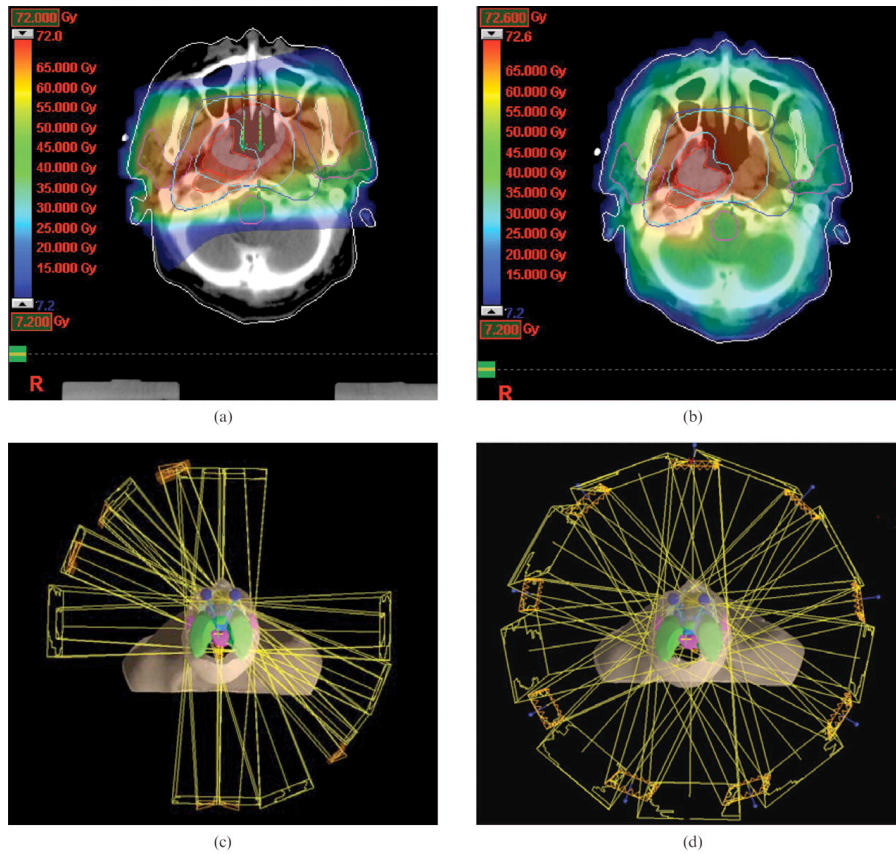 72.000 Gy
72.0
65.000 Gy
60.000 Gy
55.000 Gy
50.000 Gy
45.000 Gy
40.000 Gy
35.000 Gy
30.000 Gy
25.000 Gy
20.000 Gy
15.000 Gy
7.2
7.200 Gy
R
(a)
72.600 Gy
72.6
65.000 Gy
60.000 Gy
55.000 Gy
50.000 Gy
45.000 Gy
40.000 Gy
35.000 Gy
30.000 Gy
25.000 Gy
20.000 Gy
15.000 Gy
7.2
7.200 Gy
R
(b)
(c)
(d)